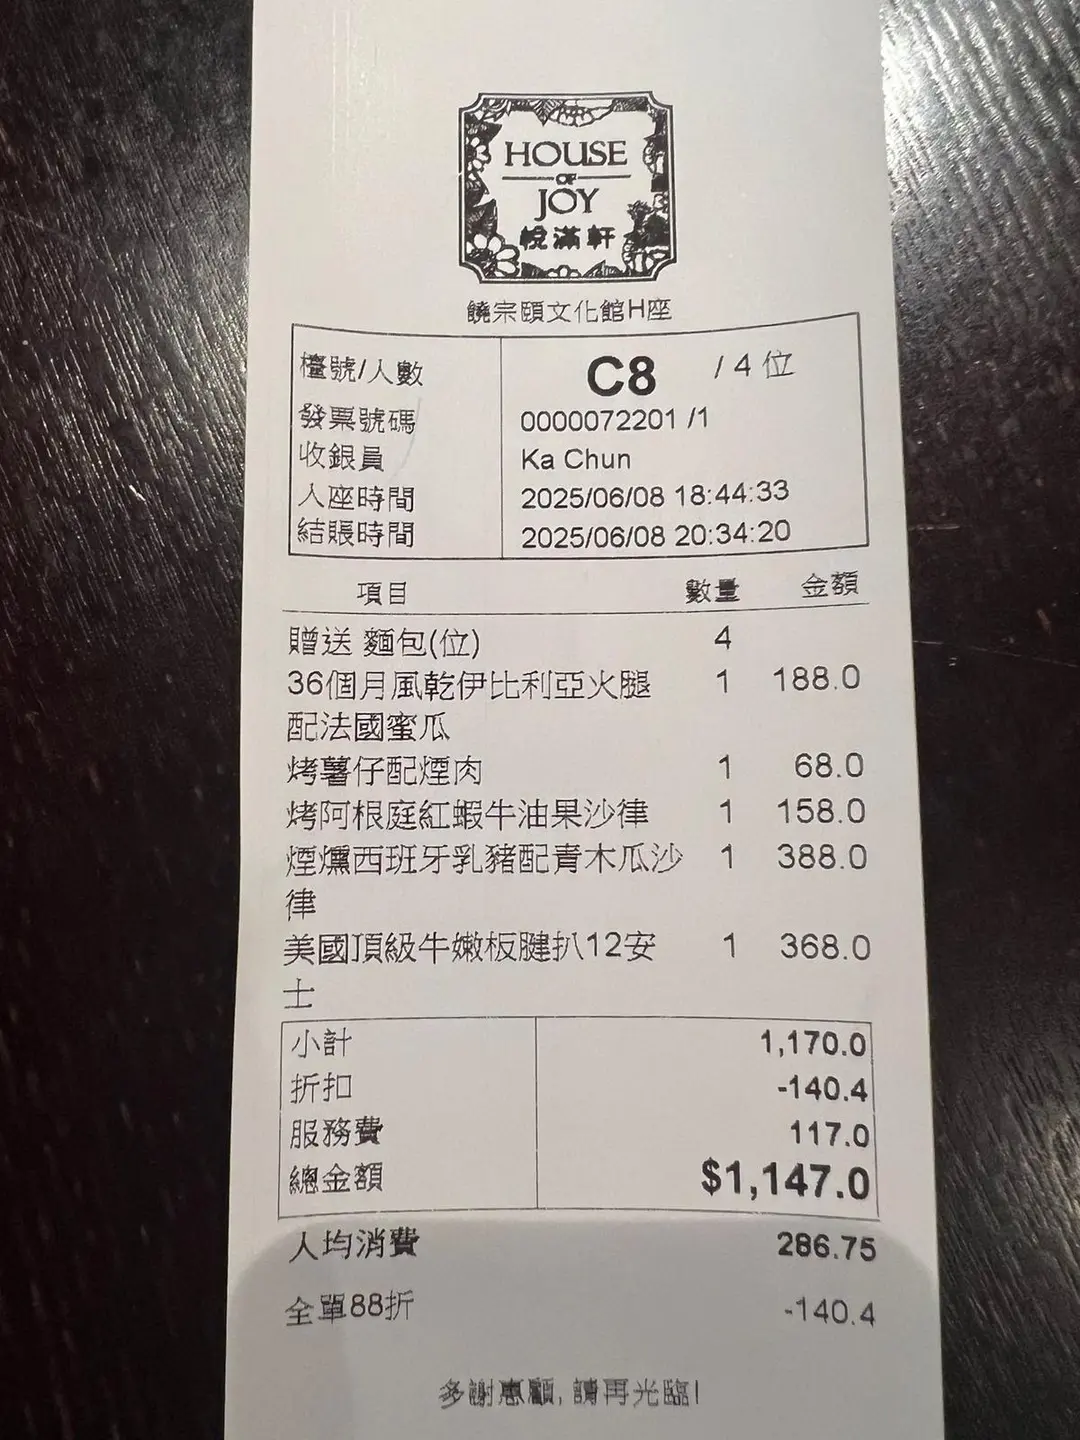 HOUSE
OF
JOY
悅滿軒
饒宗頤文化館H座
檯號/人數 C8 / 4 位
發票號碼 0000072201 /1
收銀員 Ka Chun
入座時間 2025/06/08 18:44:33
結賬時間 2025/06/08 20:34:20
項目 數量 金額
贈送 麵包(位) 4
36個月風乾伊比利亞火腿 1 188.0
配法國蜜瓜
烤薯仔配煙肉 1 68.0
烤阿根庭紅蝦牛油果沙律 1 158.0
煙燻西班牙乳豬配青木瓜沙 1 388.0
律
美國頂級牛嫩板腱扒12安 1 368.0
士
小計 1,170.0
折扣 -140.4
服務費 117.0
總金額 $1,147.0
人均消費 286.75
全單88折 -140.4
多謝惠顧, 請再光臨!